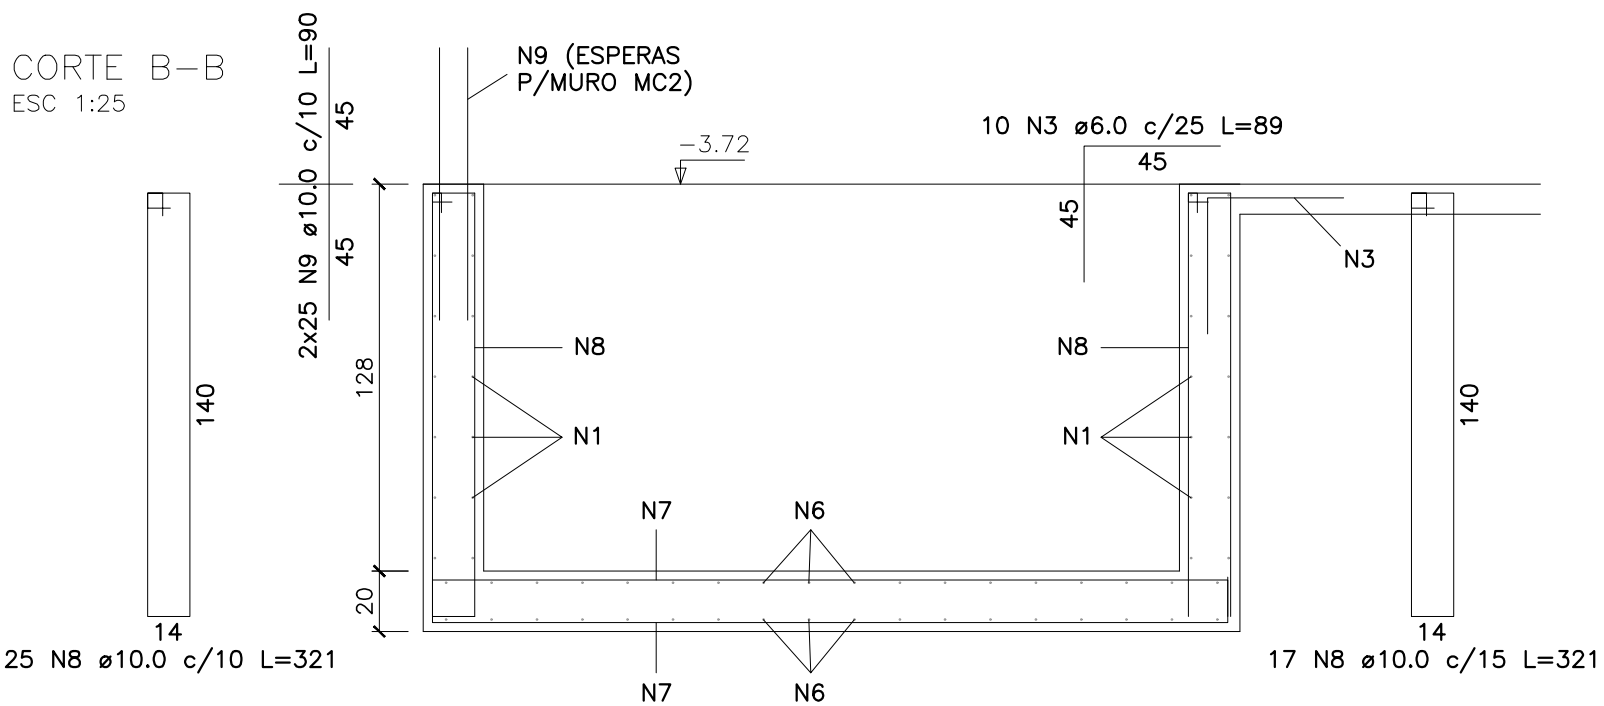 CORTE B-B
ESC 1:25
2x25 N9 ø10.0 c/10 L=90
45
45
N9 (ESPERAS
P/MURO MC2)
-3.72
10 N3 ø6.0 c/25 L=89
45
45
N3
140
14
25 N8 ø10.0 c/10 L=321
128
20
N8
N1
N8
N1
N7
N6
N7
N6
140
14
17 N8 ø10.0 c/15 L=321